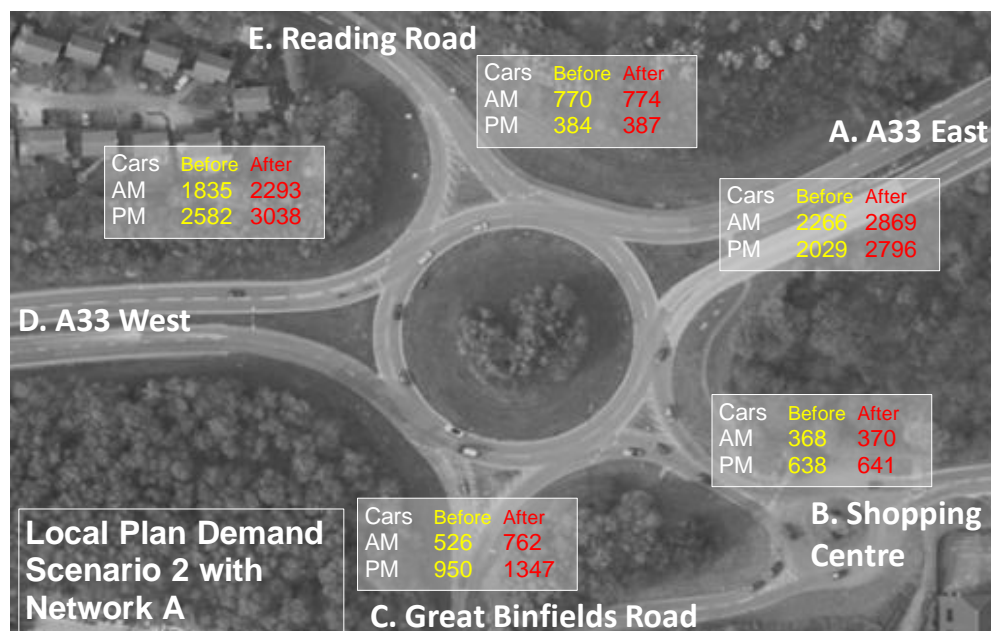 E. Reading Road
Cars Before After
AM 770 774
PM 384 387
A. A33 East
Cars Before After
AM 1835 2293
PM 2582 3038
Cars Before After
AM 2266 2869
PM 2029 2796
D. A33 West
Cars Before After
AM 368 370
PM 638 641
B. Shopping
Centre
Cars Before After
AM 526 762
PM 950 1347
Local Plan Demand
Scenario 2 with
Network A
C. Great Binfields Road